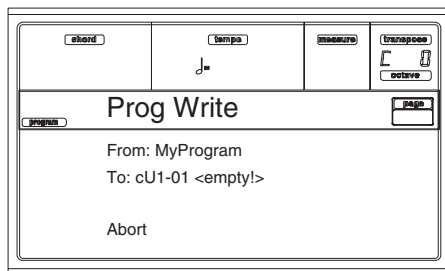 chord tempo measure transpose
♩= C 0
octave
Prog Write page
program
From: MyProgram
To: cU1-01 <empty!>
Abort